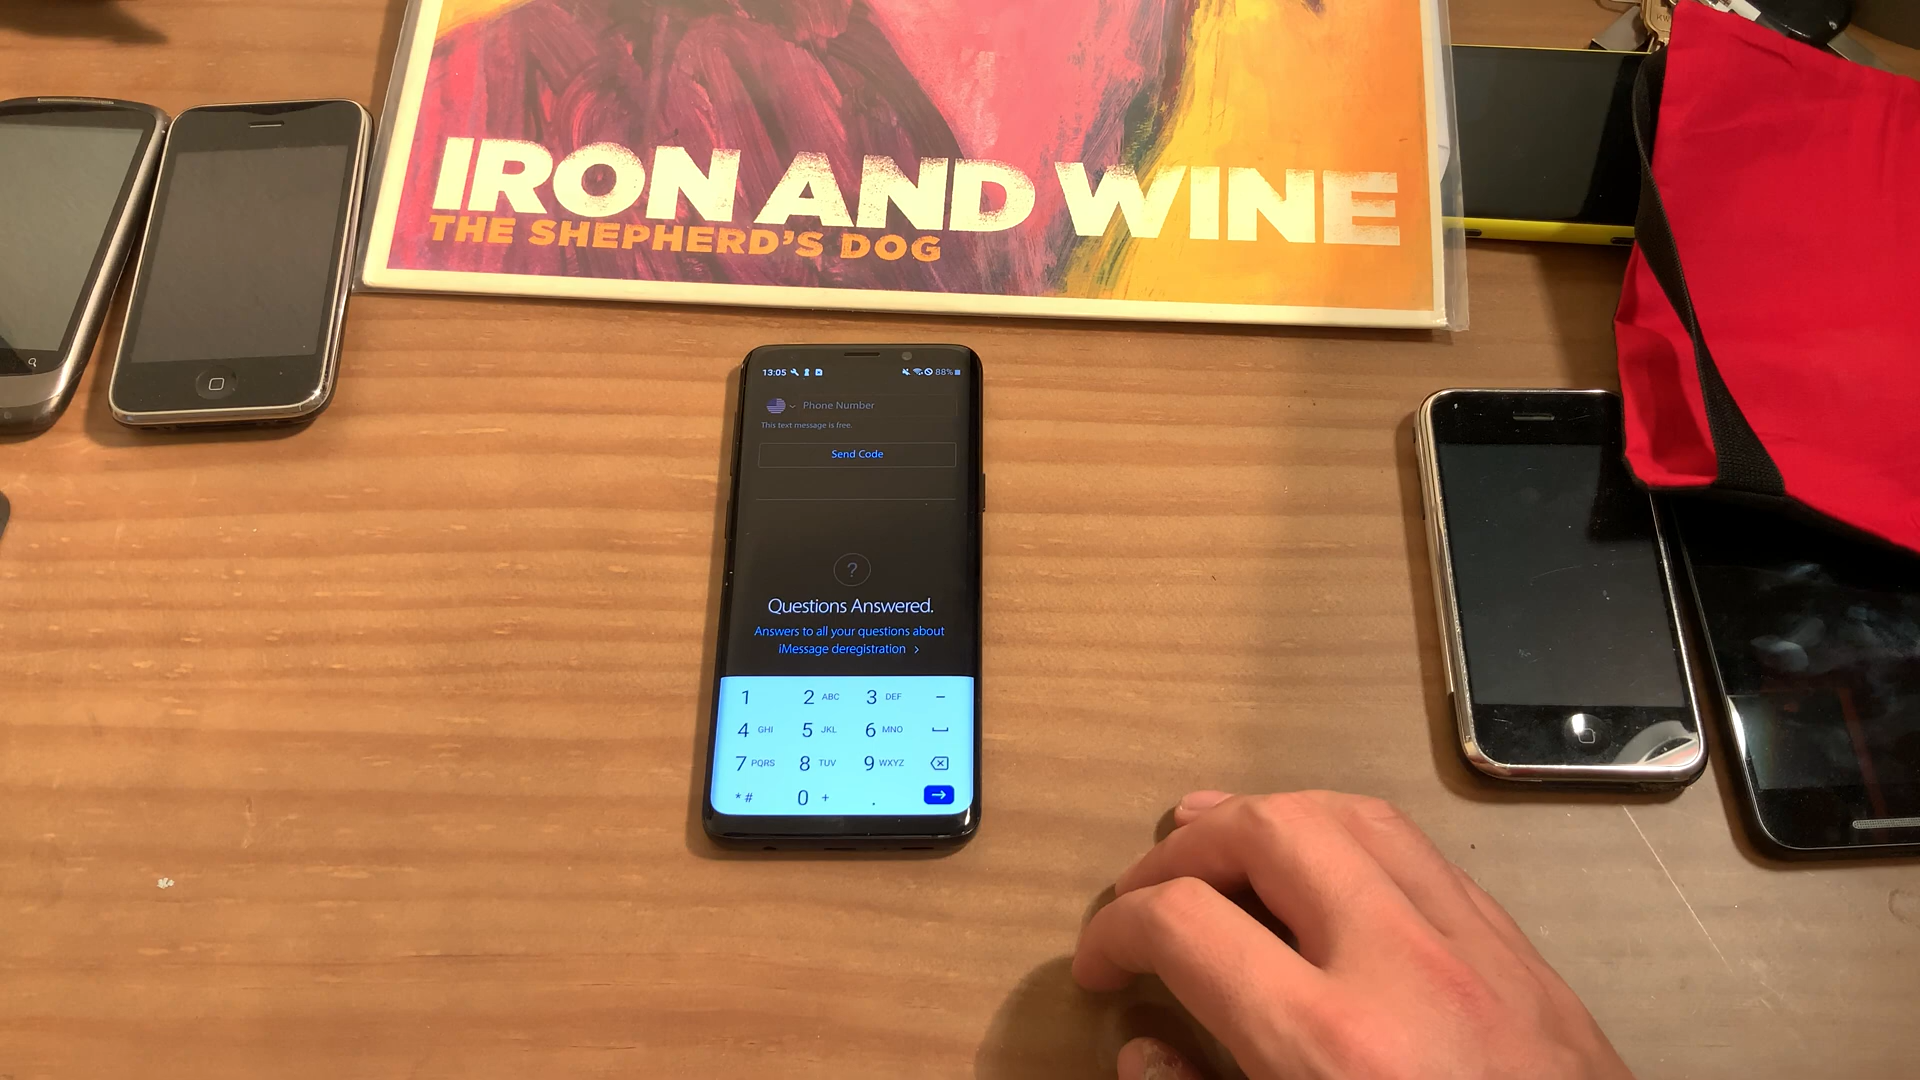 IRON AND WINE
THE SHEPHERD'S DOG
13:05 88%
Phone Number
This text message is free.
Send Code
?
Questions Answered.
Answers to all your questions about
iMessage deregistration >
1 2 ABC 3 DEF -
4 GHI 5 JKL 6 MNO
7 PQRS 8 TUV 9 WXYZ
*# 0 + .